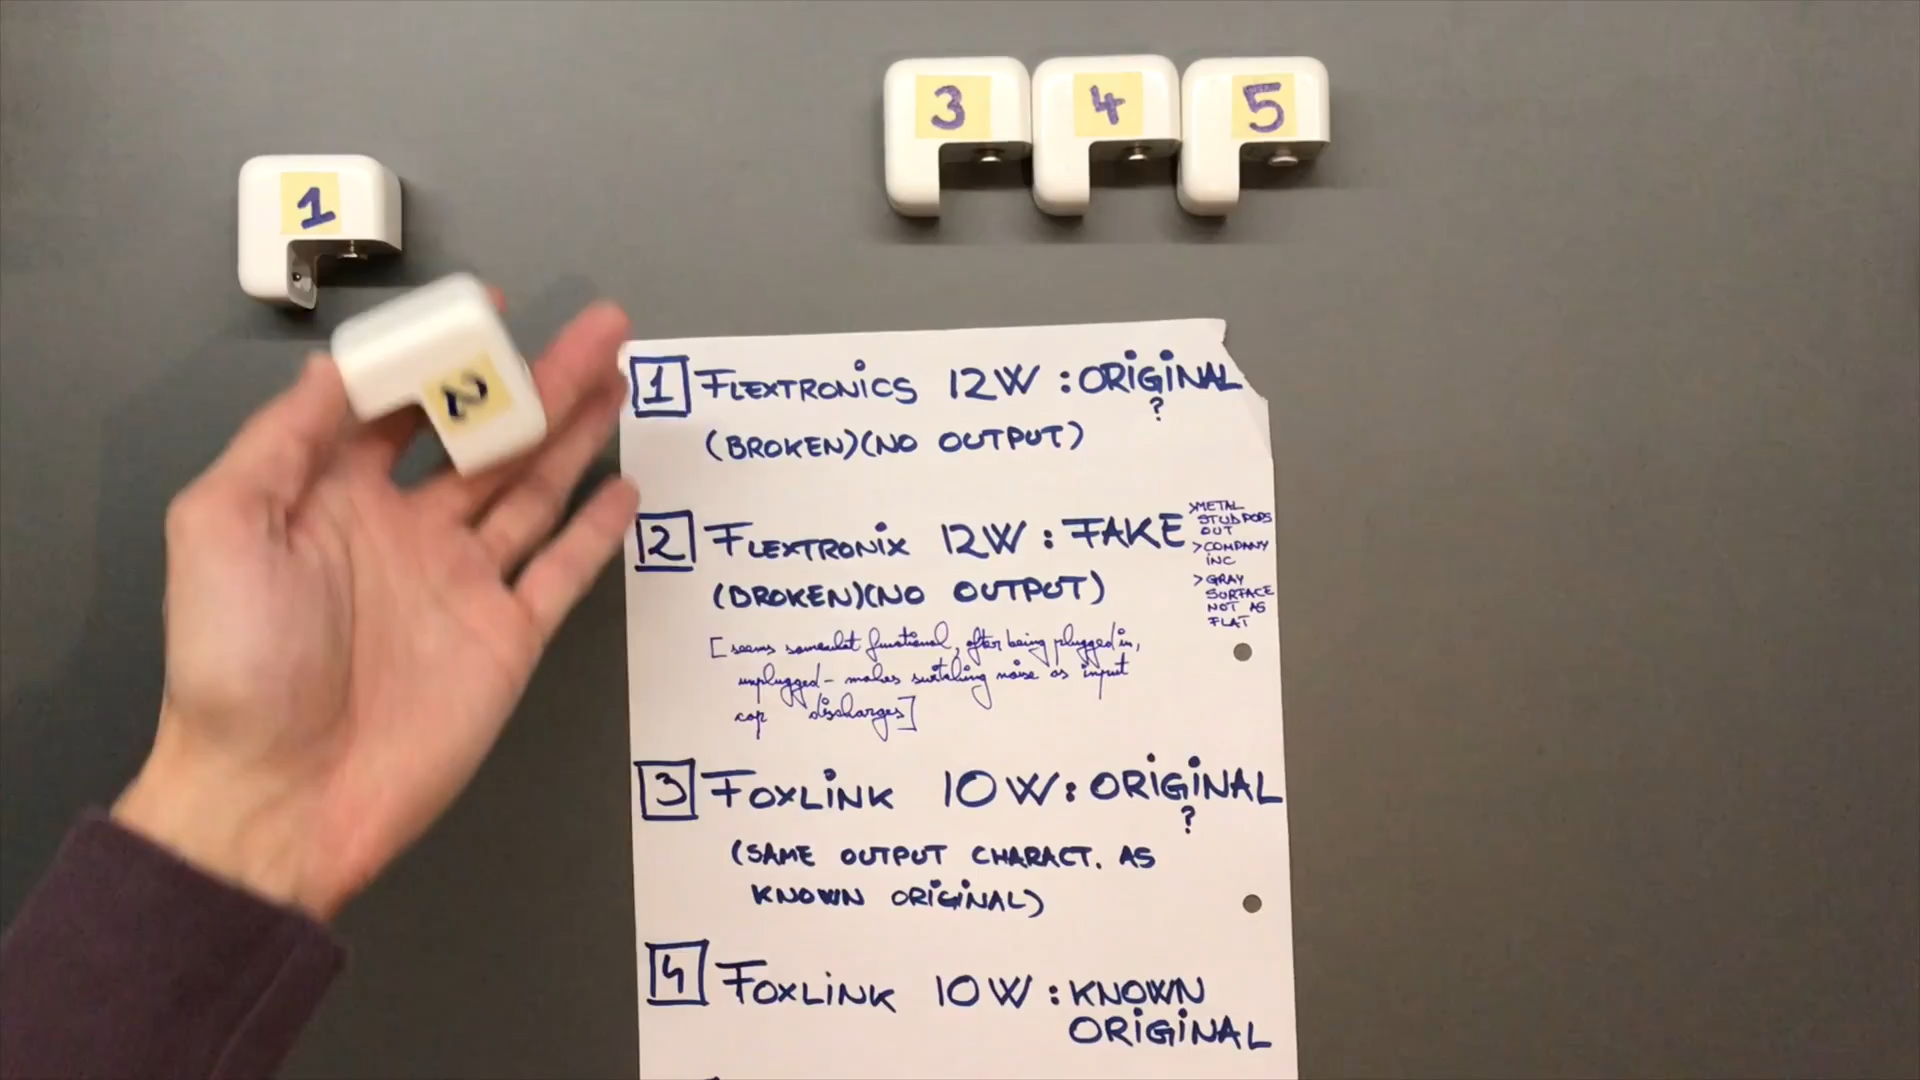 1
3 4 5
2
1 FLEXTRONICS 12W : ORIGINAL
?
(BROKEN)(NO OUTPUT)
2 FLEXTRONIX 12W : FAKE
>METAL
STUD POPS
OUT
>COMPANY
INC
>GRAY
SURFACE
NOT AS
FLAT
(BROKEN)(NO OUTPUT)
[seems somewhat functional, after being plugged in,
unplugged - makes switching noise as input
cap discharges]
3 FOXLINK 10W : ORIGINAL
?
(SAME OUTPUT CHARACT. AS
KNOWN ORIGINAL)
4 FOXLINK 10W : KNOWN
ORIGINAL